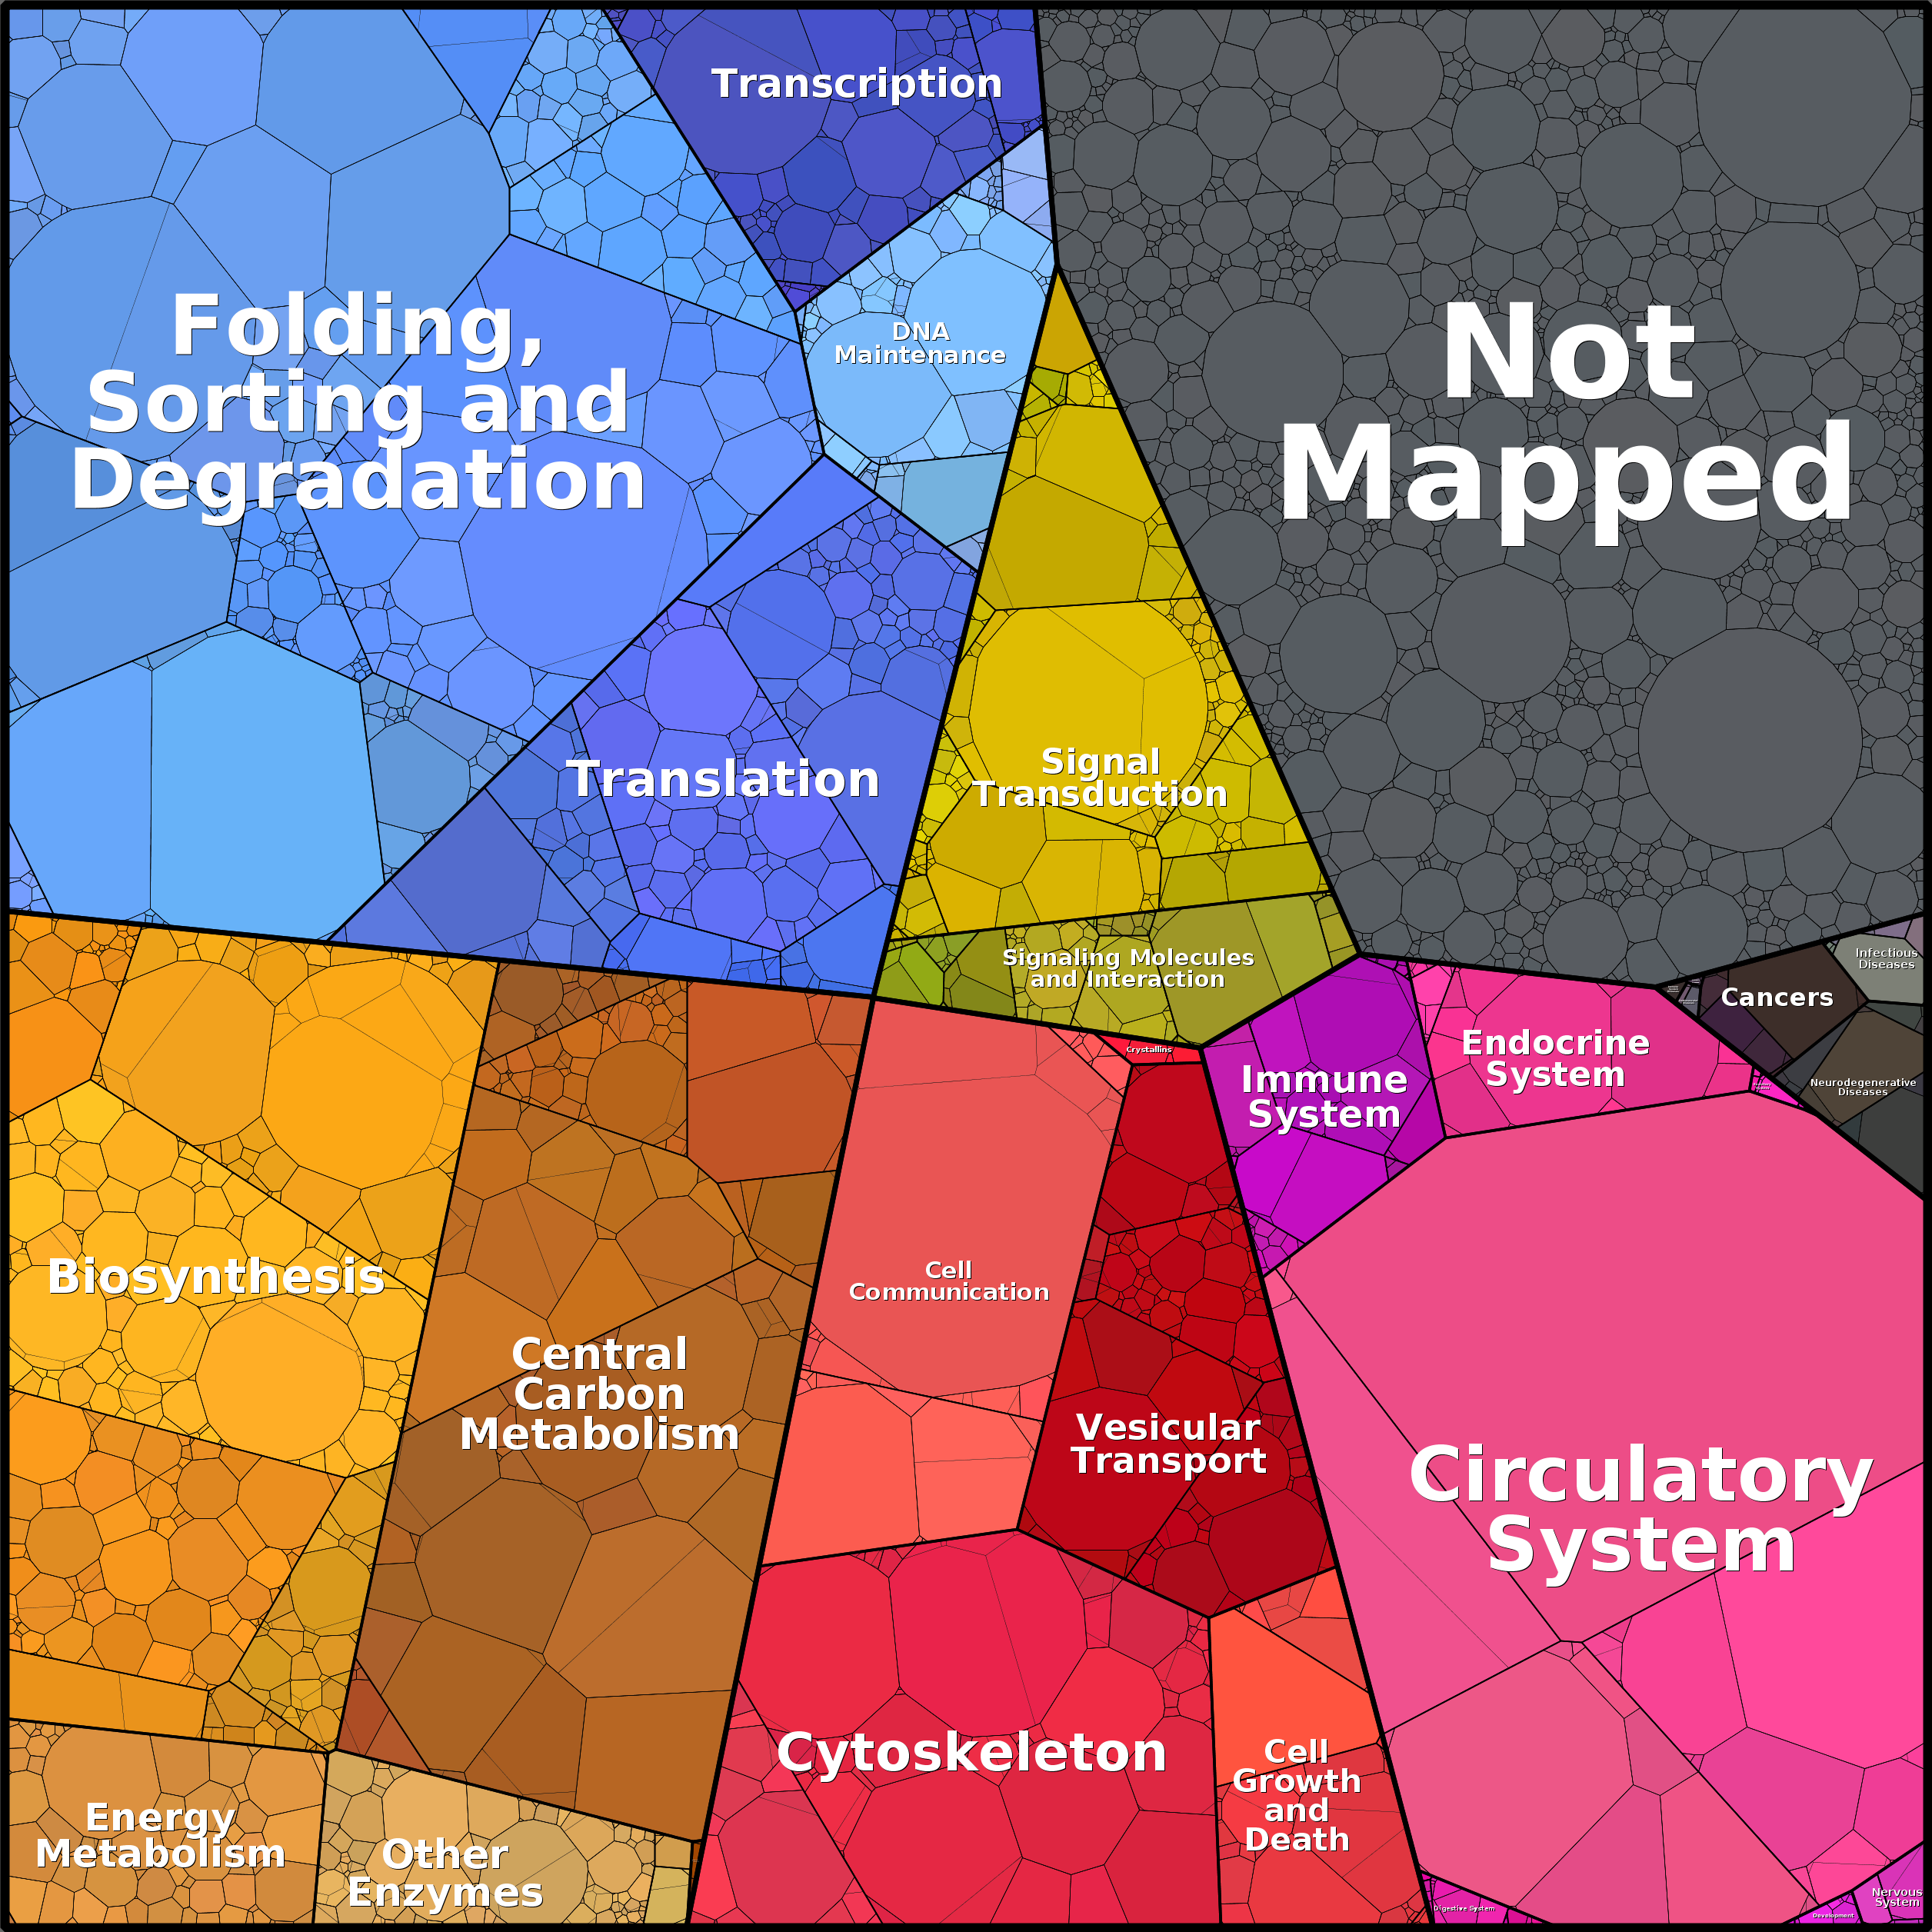 Transcription
Folding,
Sorting and
Degradation
DNA
Maintenance
Not
Mapped
Translation
Signal
Transduction
Signaling Molecules
and Interaction
Infectious
Diseases
Cancers
Neurodegenerative
Diseases
Endocrine
System
Immune
System
Crystallins
Biosynthesis
Central
Carbon
Metabolism
Cell
Communication
Vesicular
Transport
Circulatory
System
Cytoskeleton
Cell
Growth
and
Death
Energy
Metabolism
Other
Enzymes
Digestive System
Development
Nervous
System